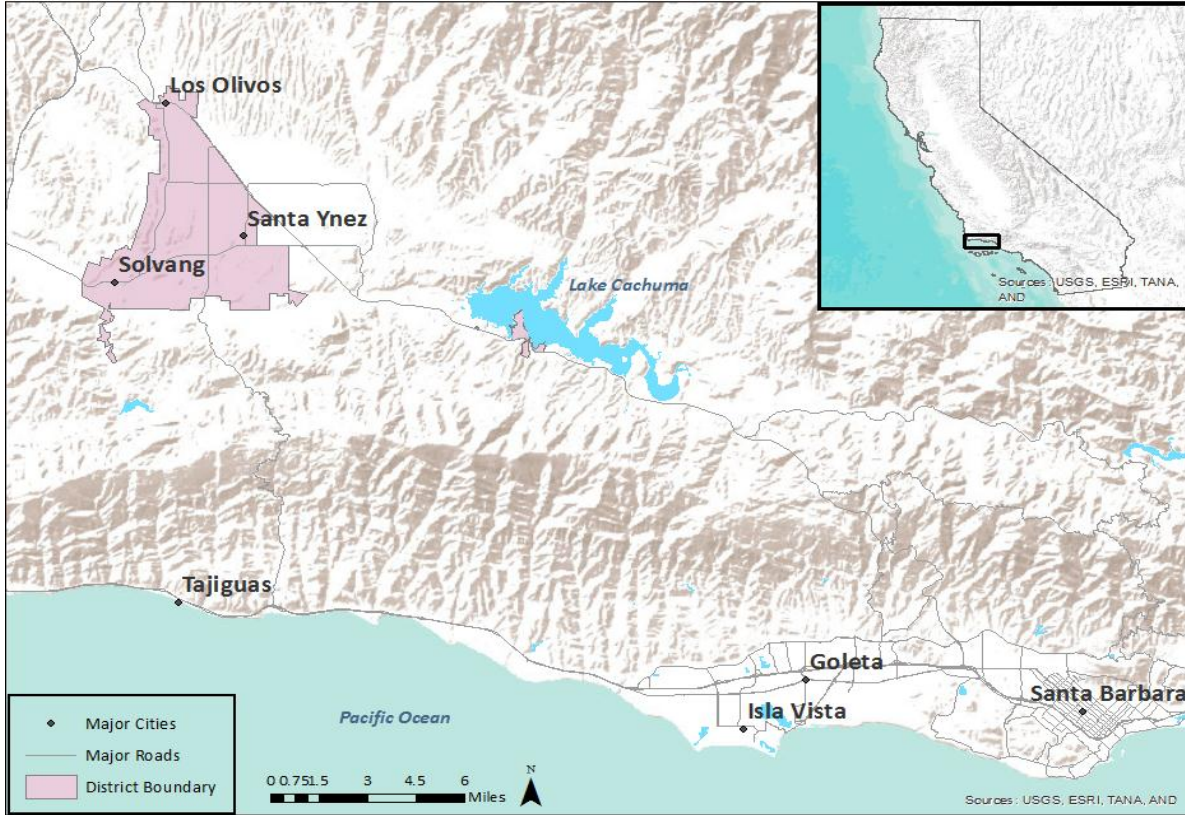 Los Olivos
Santa Ynez
Solvang
Lake Cachuma
Sources: USGS, ESRI, TANA,
AND
Tajiguas
Goleta
Santa Barbara
Isla Vista
Pacific Ocean
Major Cities
Major Roads
District Boundary
0 0.75 1.5 3 4.5 6
Miles
N
Sources: USGS, ESRI, TANA, AND